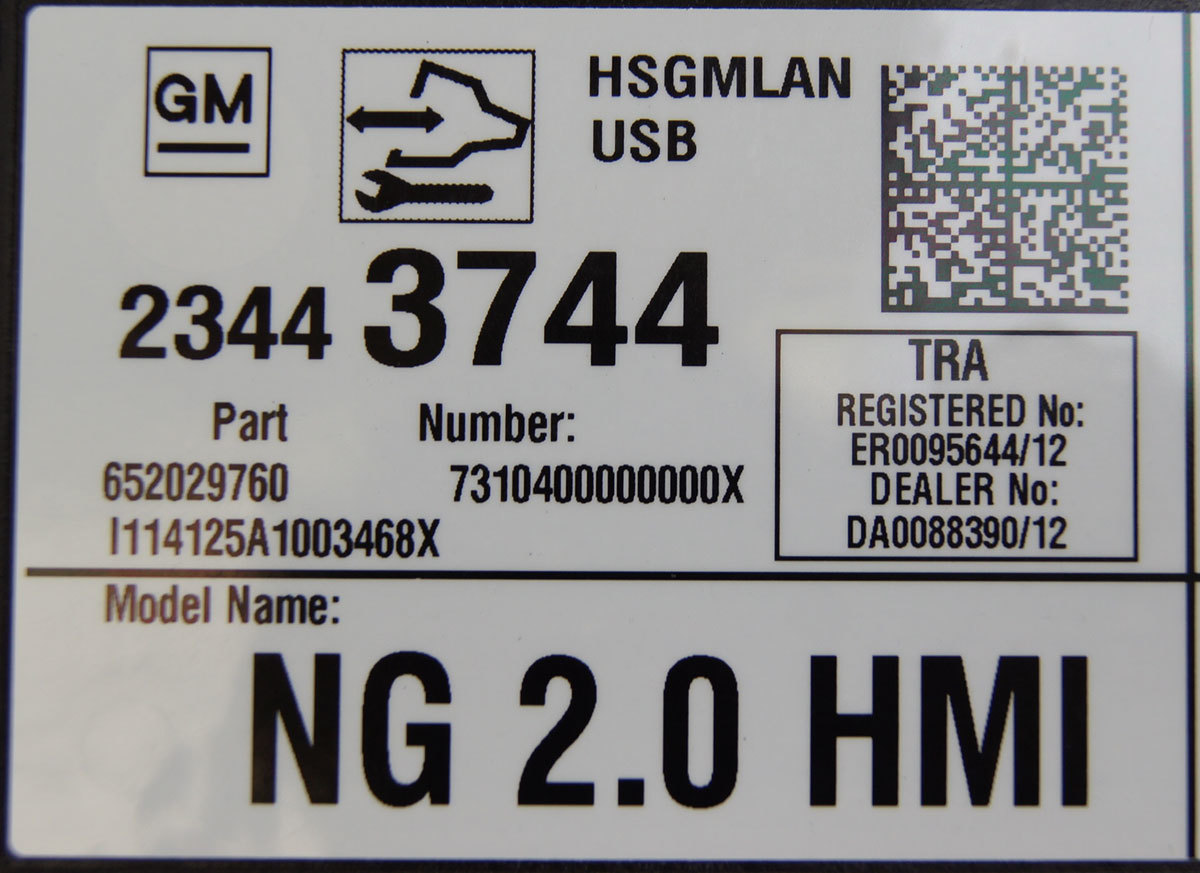 GM
HSGMLAN
USB
2344 3744
Part Number:
652029760 7310400000000X
I114125A1003468X
TRA
REGISTERED No:
ER0095644/12
DEALER No:
DA0088390/12
Model Name:
NG 2.0 HMI